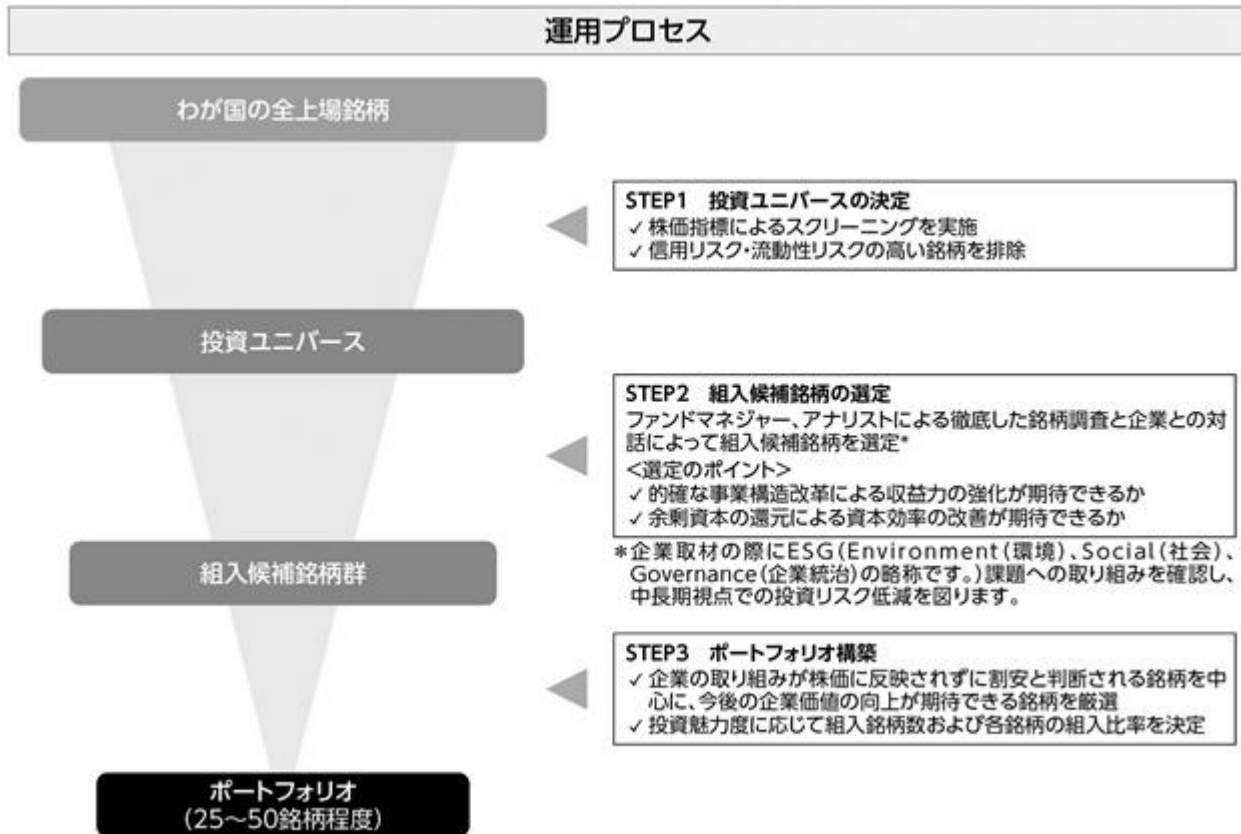 運用プロセス
わが国の全上場銘柄
STEP1 投資ユニバースの決定
✓ 株価指標によるスクリーニングを実施
✓ 信用リスク・流動性リスクの高い銘柄を排除
投資ユニバース
STEP2 組入候補銘柄の選定
ファンドマネジャー、アナリストによる徹底した銘柄調査と企業との対
話によって組入候補銘柄を選定*
<選定のポイント>
✓ 的確な事業構造改革による収益力の強化が期待できるか
✓ 余剰資本の還元による資本効率の改善が期待できるか
組入候補銘柄群
*企業取材の際にESG(Environment(環境)、Social(社会)、
Governance(企業統治)の略称です。)課題への取り組みを確認し、
中長期視点での投資リスク低減を図ります。
STEP3 ポートフォリオ構築
✓ 企業の取り組みが株価に反映されずに割安と判断される銘柄を中
心に、今後の企業価値の向上が期待できる銘柄を厳選
✓ 投資魅力度に応じて組入銘柄数および各銘柄の組入比率を決定
ポートフォリオ
(25~50銘柄程度)